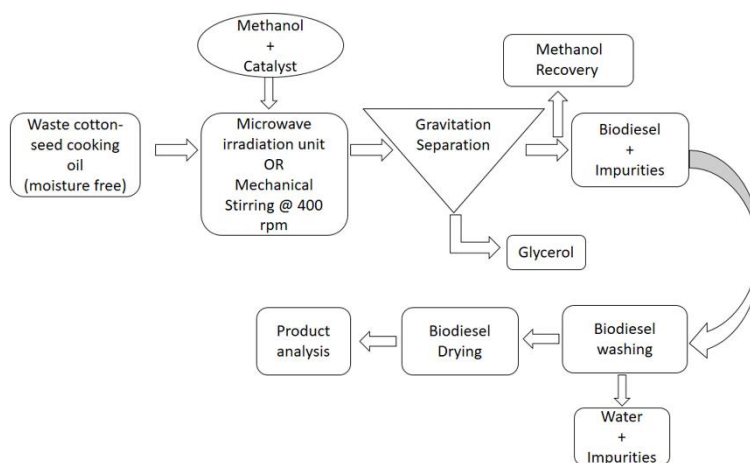 Methanol
+
Catalyst
Methanol
Recovery
Waste cotton-
seed cooking
oil
(moisture free)
Microwave
irradiation unit
OR
Mechanical
Stirring @ 400
rpm
Gravitation
Separation
Biodiesel
+
Impurities
Glycerol
Product
analysis
Biodiesel
Drying
Biodiesel
washing
Water
+
Impurities